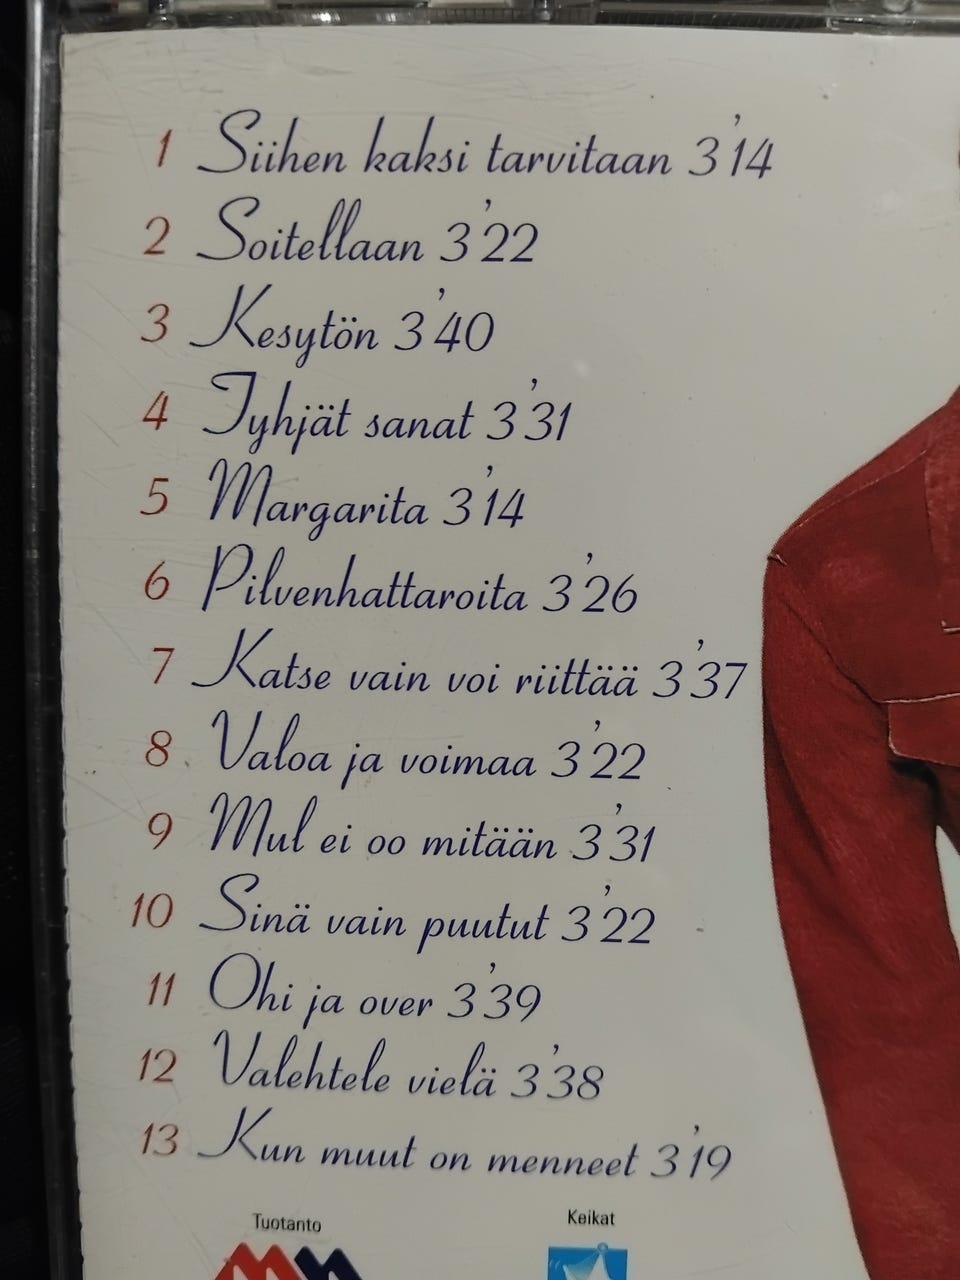 1 Siihen kaksi tarvitaan 3'14
2 Soitellaan 3'22
3 Kesytön 3'40
4 Tyhjät sanat 3'31
5 Margarita 3'14
6 Pilvenhattaroita 3'26
7 Katse vain voi riittää 3'37
8 Valoa ja voimaa 3'22
9 Mul ei oo mitään 3'31
10 Sinä vain puutut 3'22
11 Ohi ja over 3'39
12 Valehtele vielä 3'38
13 Kun muut on menneet 3'19
Tuotanto Keikat